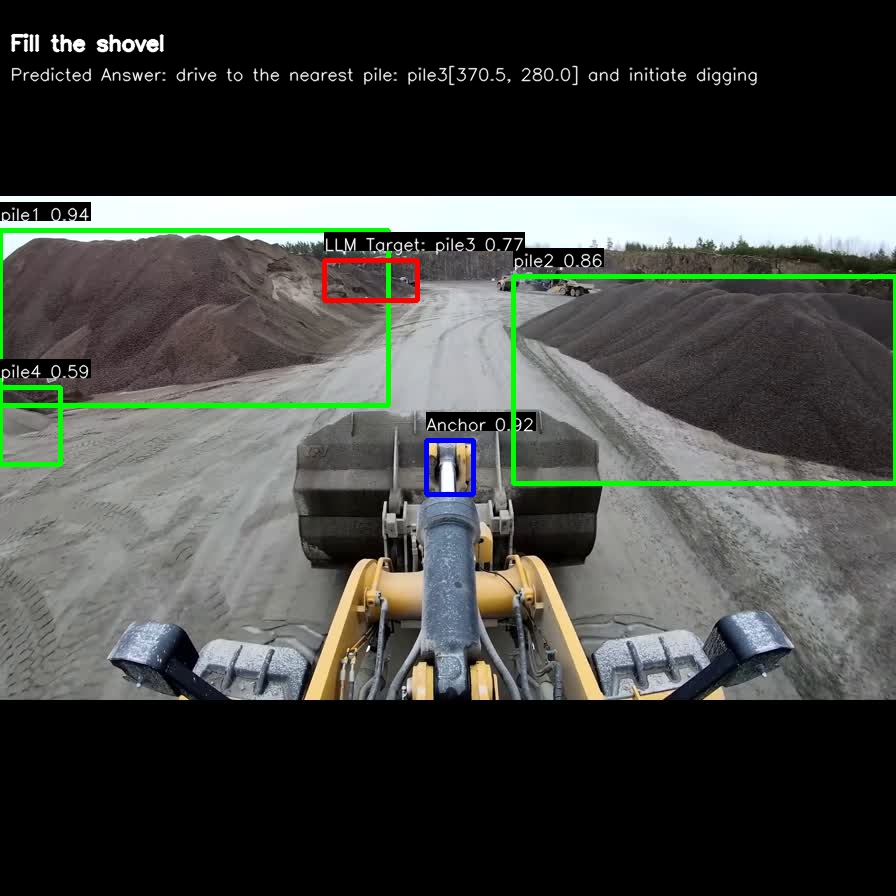 Fill the shovel
Predicted Answer: drive to the nearest pile: pile3[370.5, 280.0] and initiate digging
pile1 0.94
LLM Target: pile3 0.77
pile2 0.86
pile4 0.59
Anchor 0.92